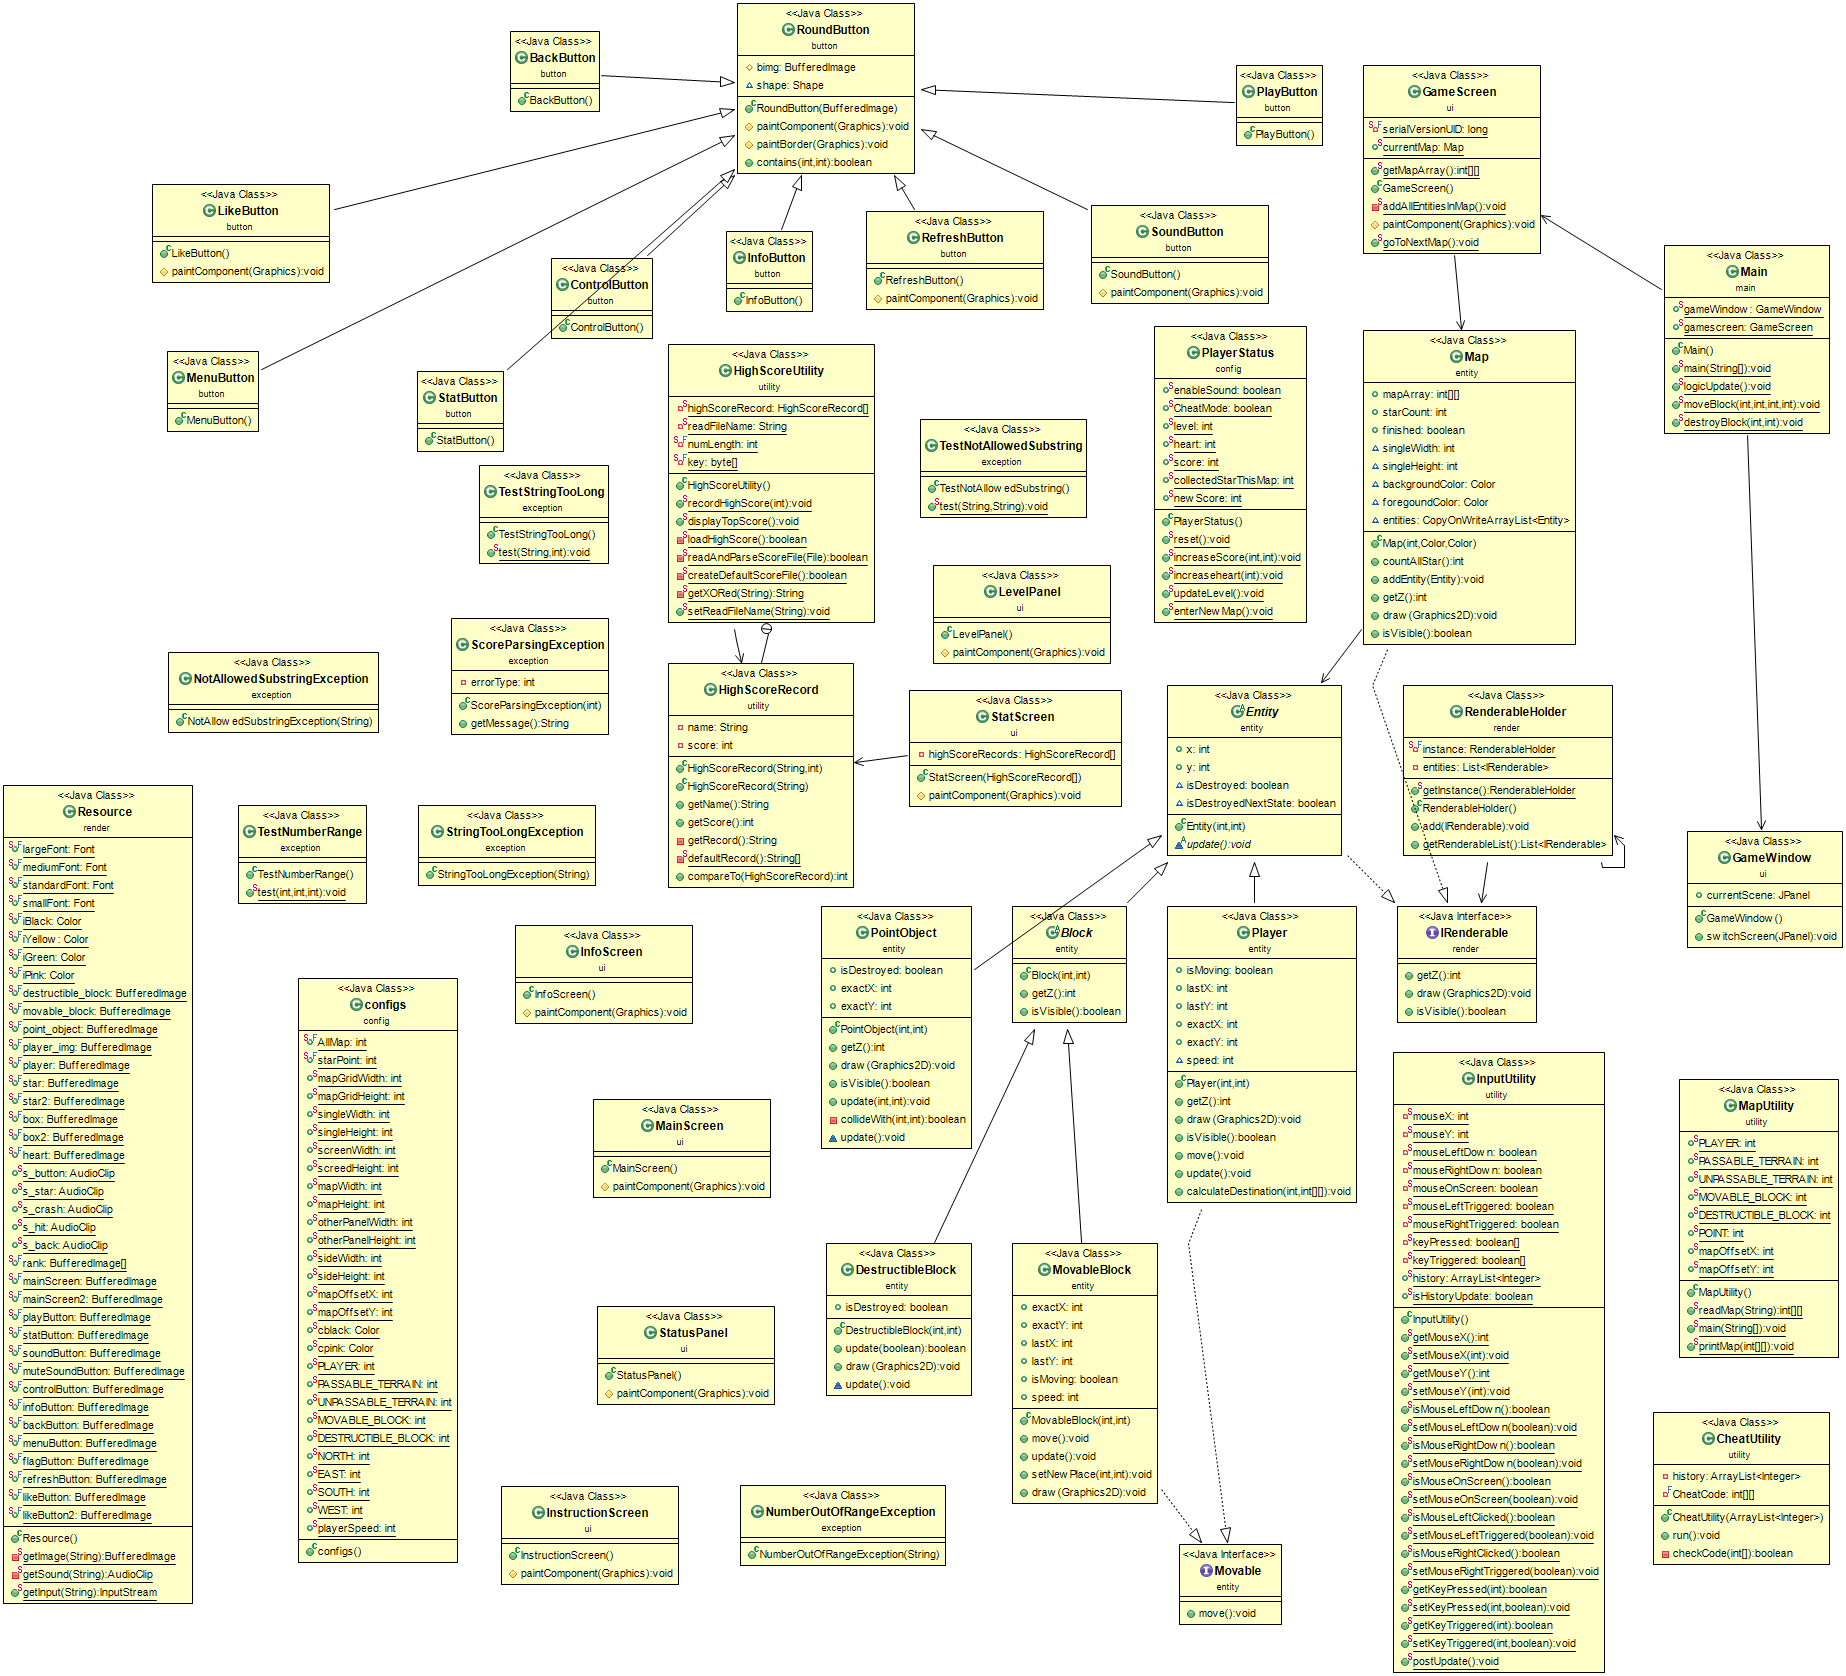 <<Java Class>>
RoundButton
button
bimg: BufferedImage
shape: Shape
RoundButton(BufferedImage)
paintComponent(Graphics):void
paintBorder(Graphics):void
contains(int,int):boolean
<<Java Class>>
BackButton
button
BackButton()
<<Java Class>>
PlayButton
button
PlayButton()
<<Java Class>>
GameScreen
ui
serialVersionUID: long
currentMap: Map
getMapArray():int[][]
GameScreen()
addAllEntitiesInMap():void
paintComponent(Graphics):void
goToNextMap():void
<<Java Class>>
LikeButton
button
LikeButton()
paintComponent(Graphics):void
<<Java Class>>
ControlButton
button
ControlButton()
<<Java Class>>
InfoButton
button
InfoButton()
<<Java Class>>
RefreshButton
button
RefreshButton()
paintComponent(Graphics):void
<<Java Class>>
SoundButton
button
SoundButton()
paintComponent(Graphics):void
<<Java Class>>
Main
main
gameWindow: GameWindow
gamescreen: GameScreen
Main()
main(String[]):void
logicUpdate():void
moveBlock(int,int,int,int):void
destroyBlock(int,int):void
<<Java Class>>
MenuButton
button
MenuButton()
<<Java Class>>
StatButton
button
StatButton()
<<Java Class>>
HighScoreUtility
utility
highScoreRecord: HighScoreRecord[]
readFileName: String
numLength: int
key: byte[]
HighScoreUtility()
recordHighScore(int):void
displayTopScore():void
loadHighScore():boolean
readAndParseScoreFile(File):boolean
createDefaultScoreFile():boolean
getXORed(String):String
setReadFileName(String):void
<<Java Class>>
PlayerStatus
config
enableSound: boolean
CheatMode: boolean
level: int
heart: int
score: int
collectedStarThisMap: int
newScore: int
PlayerStatus()
reset():void
increaseScore(int,int):void
increaseheart(int):void
updateLevel():void
enterNewMap():void
<<Java Class>>
Map
entity
mapArray: int[][]
starCount: int
finished: boolean
singleWidth: int
singleHeight: int
backgroundColor: Color
foregoundColor: Color
entities: CopyOnWriteArrayList<Entity>
Map(int,Color,Color)
countAllStar():int
addEntity(Entity):void
getZ():int
draw(Graphics2D):void
isVisible():boolean
<<Java Class>>
TestStringTooLong
exception
TestStringTooLong()
test(String,int):void
<<Java Class>>
TestNotAllowedSubstring
exception
TestNotAllowedSubstring()
test(String,String):void
<<Java Class>>
LevelPanel
ui
LevelPanel()
paintComponent(Graphics):void
<<Java Class>>
NotAllowedSubstringException
exception
NotAllowedSubstringException(String)
<<Java Class>>
ScoreParsingException
exception
errorType: int
ScoreParsingException(int)
getMessage():String
<<Java Class>>
HighScoreRecord
utility
name: String
score: int
HighScoreRecord(String,int)
HighScoreRecord(String)
getName():String
getScore():int
getRecord():String
defaultRecord():String[]
compareTo(HighScoreRecord):int
<<Java Class>>
StatScreen
ui
highScoreRecords: HighScoreRecord[]
StatScreen(HighScoreRecord[])
paintComponent(Graphics):void
<<Java Class>>
Entity
entity
x: int
y: int
isDestroyed: boolean
isDestroyedNextState: boolean
Entity(int,int)
update():void
<<Java Class>>
RenderableHolder
render
instance: RenderableHolder
entities: List<IRenderable>
getInstance():RenderableHolder
RenderableHolder()
add(IRenderable):void
getRenderableList():List<IRenderable>
<<Java Class>>
GameWindow
ui
currentScene: JPanel
GameWindow()
switchScreen(JPanel):void
<<Java Class>>
Resource
render
largeFont: Font
mediumFont: Font
standardFont: Font
smallFont: Font
iBlack: Color
iYellow: Color
iGreen: Color
iPink: Color
destructible_block: BufferedImage
movable_block: BufferedImage
point_object: BufferedImage
player_img: BufferedImage
player: BufferedImage
star: BufferedImage
star2: BufferedImage
box: BufferedImage
box2: BufferedImage
heart: BufferedImage
s_button: AudioClip
s_star: AudioClip
s_crash: AudioClip
s_hit: AudioClip
s_back: AudioClip
rank: BufferedImage[]
mainScreen: BufferedImage
mainScreen2: BufferedImage
playButton: BufferedImage
statButton: BufferedImage
soundButton: BufferedImage
muteSoundButton: BufferedImage
controlButton: BufferedImage
infoButton: BufferedImage
backButton: BufferedImage
menuButton: BufferedImage
flagButton: BufferedImage
refreshButton: BufferedImage
likeButton: BufferedImage
likeButton2: BufferedImage
Resource()
getImage(String):BufferedImage
getSound(String):AudioClip
getInput(String):InputStream
<<Java Class>>
TestNumberRange
exception
TestNumberRange()
test(int,int,int):void
<<Java Class>>
StringTooLongException
exception
StringTooLongException(String)
<<Java Class>>
configs
config
AllMap: int
starPoint: int
mapGridWidth: int
mapGridHeight: int
singleWidth: int
singleHeight: int
screenWidth: int
screedHeight: int
mapWidth: int
mapHeight: int
otherPanelWidth: int
otherPanelHeight: int
sideWidth: int
sideHeight: int
mapOffsetX: int
mapOffsetY: int
cblack: Color
cpink: Color
PLAYER: int
PASSABLE_TERRAIN: int
UNPASSABLE_TERRAIN: int
MOVABLE_BLOCK: int
DESTRUCTIBLE_BLOCK: int
NORTH: int
EAST: int
SOUTH: int
WEST: int
playerSpeed: int
configs()
<<Java Class>>
InfoScreen
ui
InfoScreen()
paintComponent(Graphics):void
<<Java Class>>
MainScreen
ui
MainScreen()
paintComponent(Graphics):void
<<Java Class>>
StatusPanel
ui
StatusPanel()
paintComponent(Graphics):void
<<Java Class>>
InstructionScreen
ui
InstructionScreen()
paintComponent(Graphics):void
<<Java Class>>
NumberOutOfRangeException
exception
NumberOutOfRangeException(String)
<<Java Class>>
PointObject
entity
isDestroyed: boolean
exactX: int
exactY: int
PointObject(int,int)
getZ():int
draw(Graphics2D):void
isVisible():boolean
update(int,int):void
collideWith(int,int):boolean
update():void
<<Java Class>>
Block
entity
Block(int,int)
getZ():int
isVisible():boolean
<<Java Class>>
Player
entity
isMoving: boolean
lastX: int
lastY: int
exactX: int
exactY: int
speed: int
Player(int,int)
getZ():int
draw(Graphics2D):void
isVisible():boolean
move():void
update():void
calculateDestination(int,int[][]):void
<<Java Interface>>
IRenderable
render
getZ():int
draw(Graphics2D):void
isVisible():boolean
<<Java Class>>
DestructibleBlock
entity
isDestroyed: boolean
DestructibleBlock(int,int)
update(boolean):boolean
draw(Graphics2D):void
update():void
<<Java Class>>
MovableBlock
entity
exactX: int
exactY: int
lastX: int
lastY: int
isMoving: boolean
speed: int
MovableBlock(int,int)
move():void
update():void
setNewPlace(int,int):void
draw(Graphics2D):void
<<Java Interface>>
Movable
entity
move():void
<<Java Class>>
InputUtility
utility
mouseX: int
mouseY: int
mouseLeftDown: boolean
mouseRightDown: boolean
mouseOnScreen: boolean
mouseLeftTriggered: boolean
mouseRightTriggered: boolean
keyPressed: boolean[]
keyTriggered: boolean[]
history: ArrayList<Integer>
isHistoryUpdate: boolean
InputUtility()
getMouseX():int
setMouseX(int):void
getMouseY():int
setMouseY(int):void
isMouseLeftDown():boolean
setMouseLeftDown(boolean):void
isMouseRightDown():boolean
setMouseRightDown(boolean):void
isMouseOnScreen():boolean
setMouseOnScreen(boolean):void
isMouseLeftClicked():boolean
setMouseLeftTriggered(boolean):void
isMouseRightClicked():boolean
setMouseRightTriggered(boolean):void
getKeyPressed(int):boolean
setKeyPressed(int,boolean):void
getKeyTriggered(int):boolean
setKeyTriggered(int,boolean):void
postUpdate():void
<<Java Class>>
MapUtility
utility
PLAYER: int
PASSABLE_TERRAIN: int
UNPASSABLE_TERRAIN: int
MOVABLE_BLOCK: int
DESTRUCTIBLE_BLOCK: int
POINT: int
mapOffsetX: int
mapOffsetY: int
MapUtility()
readMap(String):int[][]
main(String[]):void
printMap(int[][]):void
<<Java Class>>
CheatUtility
utility
history: ArrayList<Integer>
CheatCode: int[][]
CheatUtility(ArrayList<Integer>)
run():void
checkCode(int[]):boolean